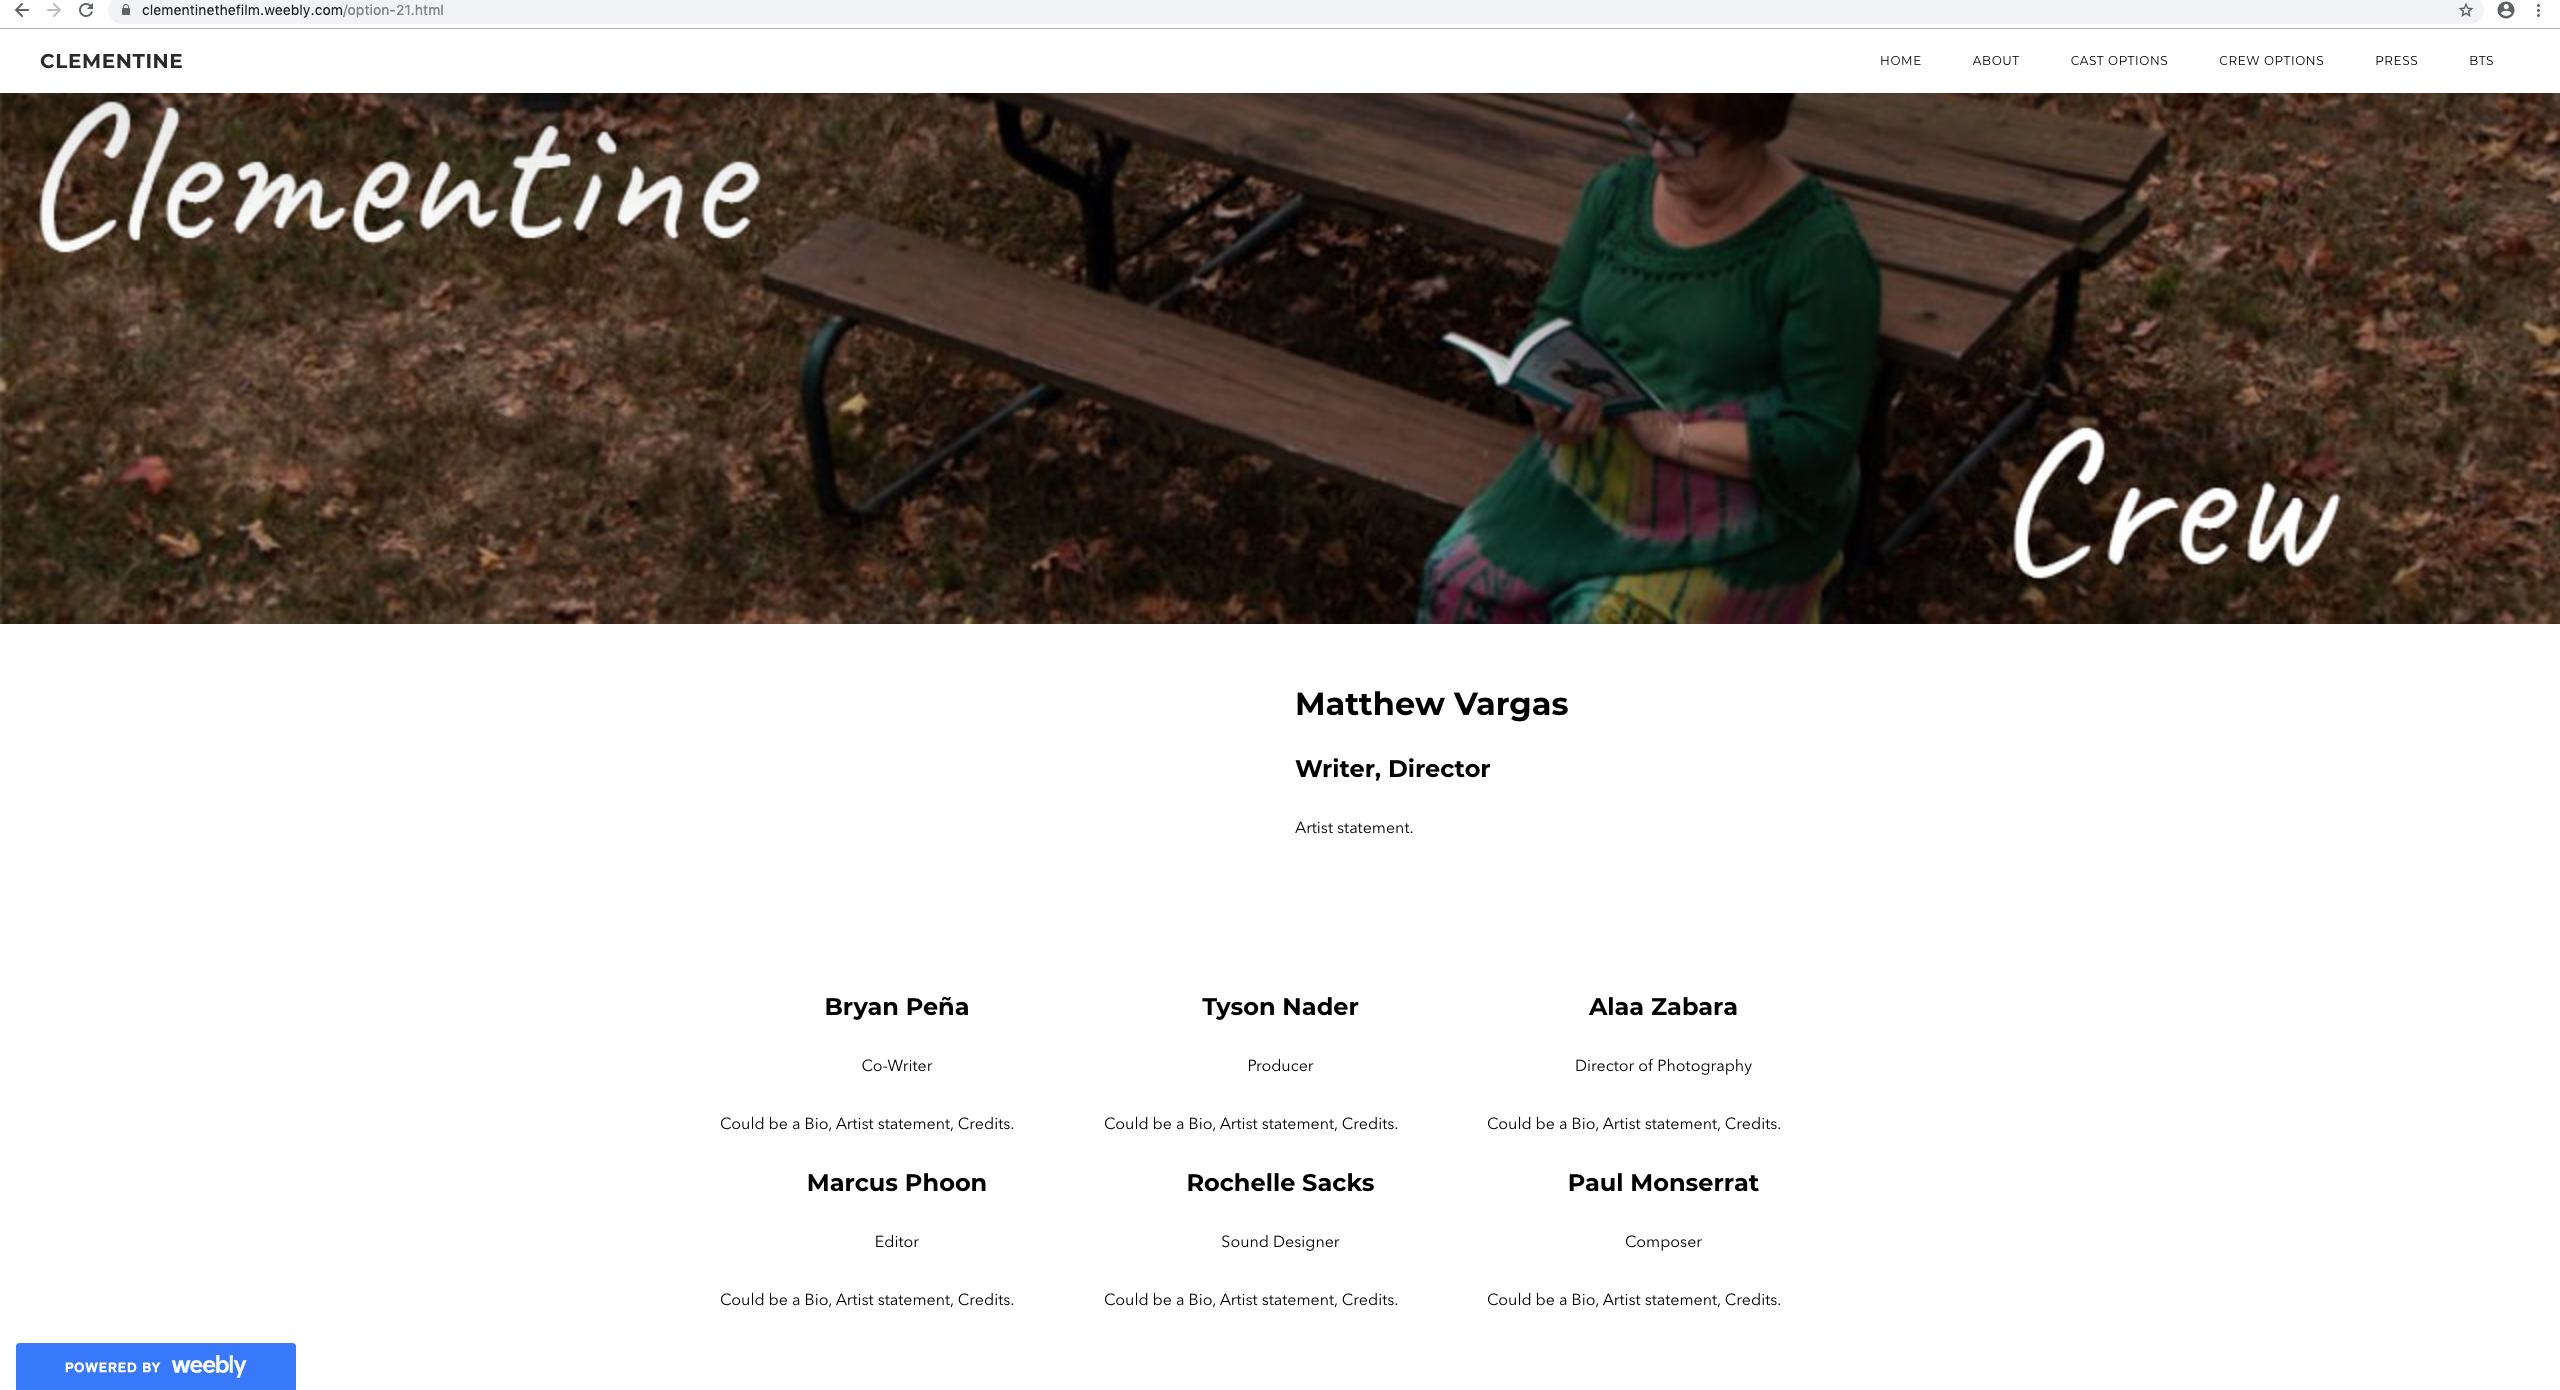 clementinethefilm.weebly.com/option-21.html
CLEMENTINE
HOME ABOUT CAST OPTIONS CREW OPTIONS PRESS BTS
Clementine
Crew
Matthew Vargas
Writer, Director
Artist statement.
Bryan Peña Tyson Nader Alaa Zabara
Co-Writer Producer Director of Photography
Could be a Bio, Artist statement, Credits. Could be a Bio, Artist statement, Credits. Could be a Bio, Artist statement, Credits.
Marcus Phoon Rochelle Sacks Paul Monserrat
Editor Sound Designer Composer
Could be a Bio, Artist statement, Credits. Could be a Bio, Artist statement, Credits. Could be a Bio, Artist statement, Credits.
POWERED BY weebly